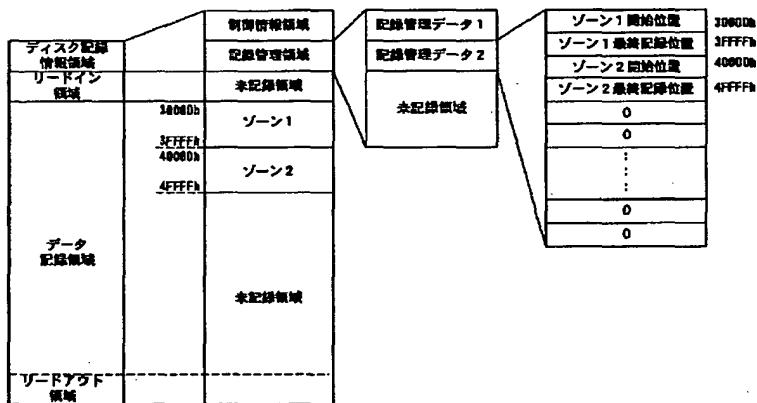 ディスク記録
情報領域
リードイン
領域
データ
記録領域
リードアウト
領域
30000h
3FFFFh
40000h
4FFFFh
制御情報領域
記録管理領域
未記録領域
ゾーン1
ゾーン2
未記録領域
記録管理データ1
記録管理データ2
未記録領域
ゾーン1開始位置 30000h
ゾーン1最終記録位置 3FFFFh
ゾーン2開始位置 40000h
ゾーン2最終記録位置 4FFFFh
0
0
0
0